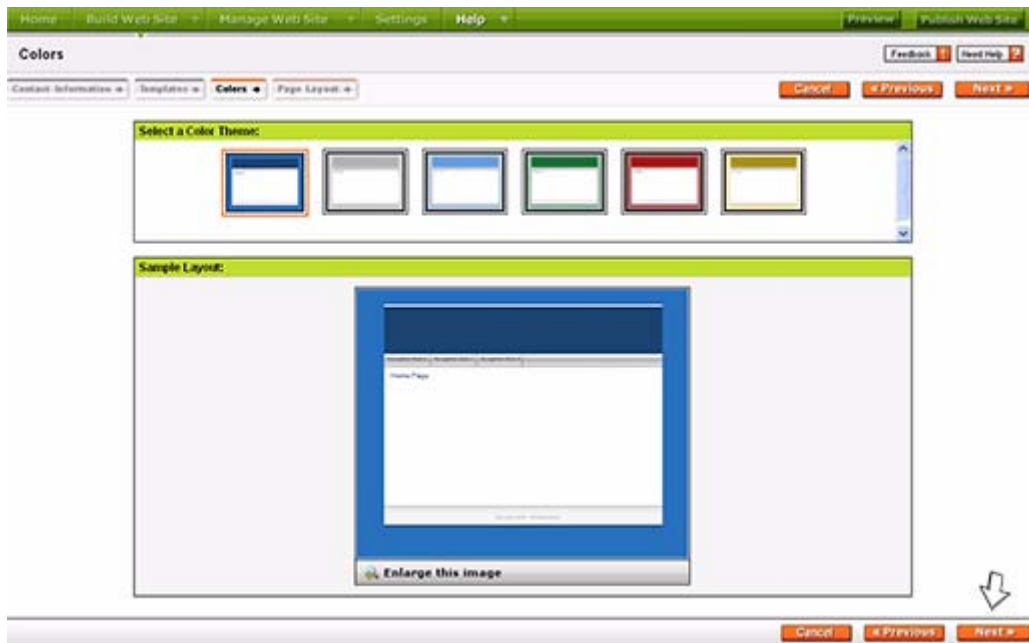 Home Build Web Site Manage Web Site Settings Help Preview Publish Web Site
Colors Feedback Need Help
Contact Information Templates Colors Page Layout Cancel « Previous Next »
Select a Color Theme:
Sample Layout:
Home Page
Enlarge this image
Cancel « Previous Next »